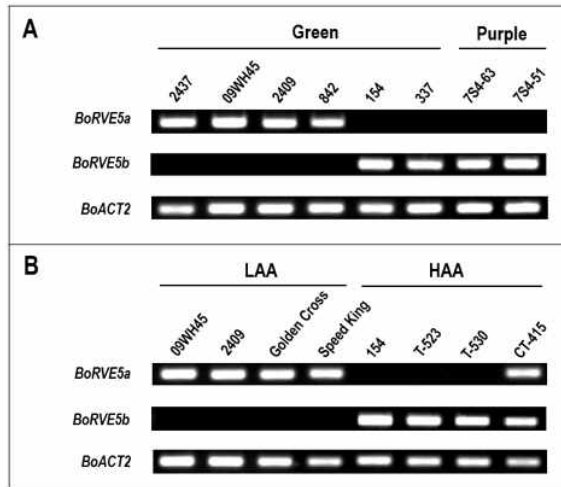 A
Green Purple
2437 09WH45 2409 842 154 337 7S4-63 7S4-51
BoRVE5a
BoRVE5b
BoACT2
B
LAA HAA
09WH45 2409 Golden Cross Speed King 154 T-523 T-530 CT-415
BoRVE5a
BoRVE5b
BoACT2